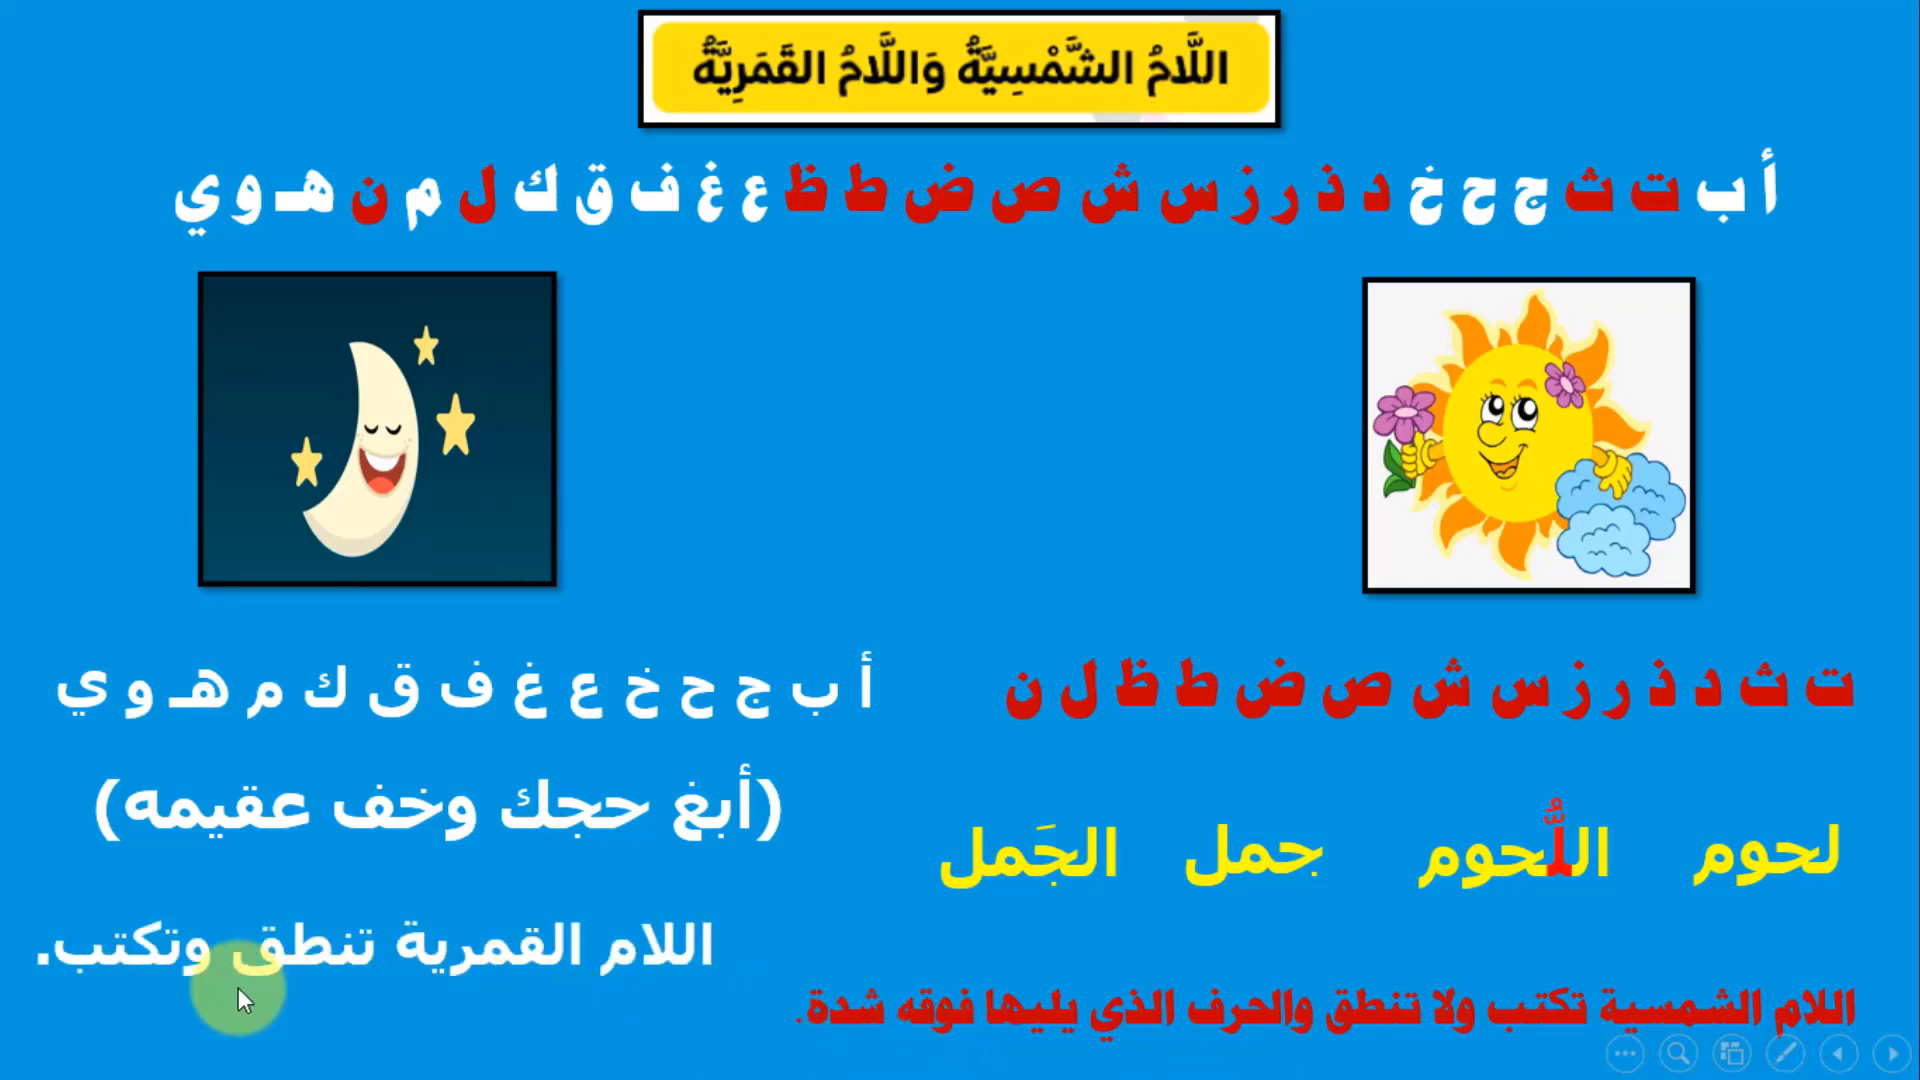 اللَّامُ الشَّمْسِيَّةُ وَاللَّامُ القَمَرِيَّةُ
أ ب ت ث ج ح خ د ذ ر ز س ش ص ض ط ظ ع غ ف ق ك ل م ن هـ و ي
ت ث د ذ ر ز س ش ص ض ط ظ ل ن
أ ب ج ح خ ع غ ف ق ك م هـ و ي
(أبغ حجك وخف عقيمه)
لحوم اللُّحوم جمل الجَمل
اللام القمرية تنطق وتكتب.
اللام الشمسية تكتب ولا تنطق والحرف الذي يليها فوقه شدة.